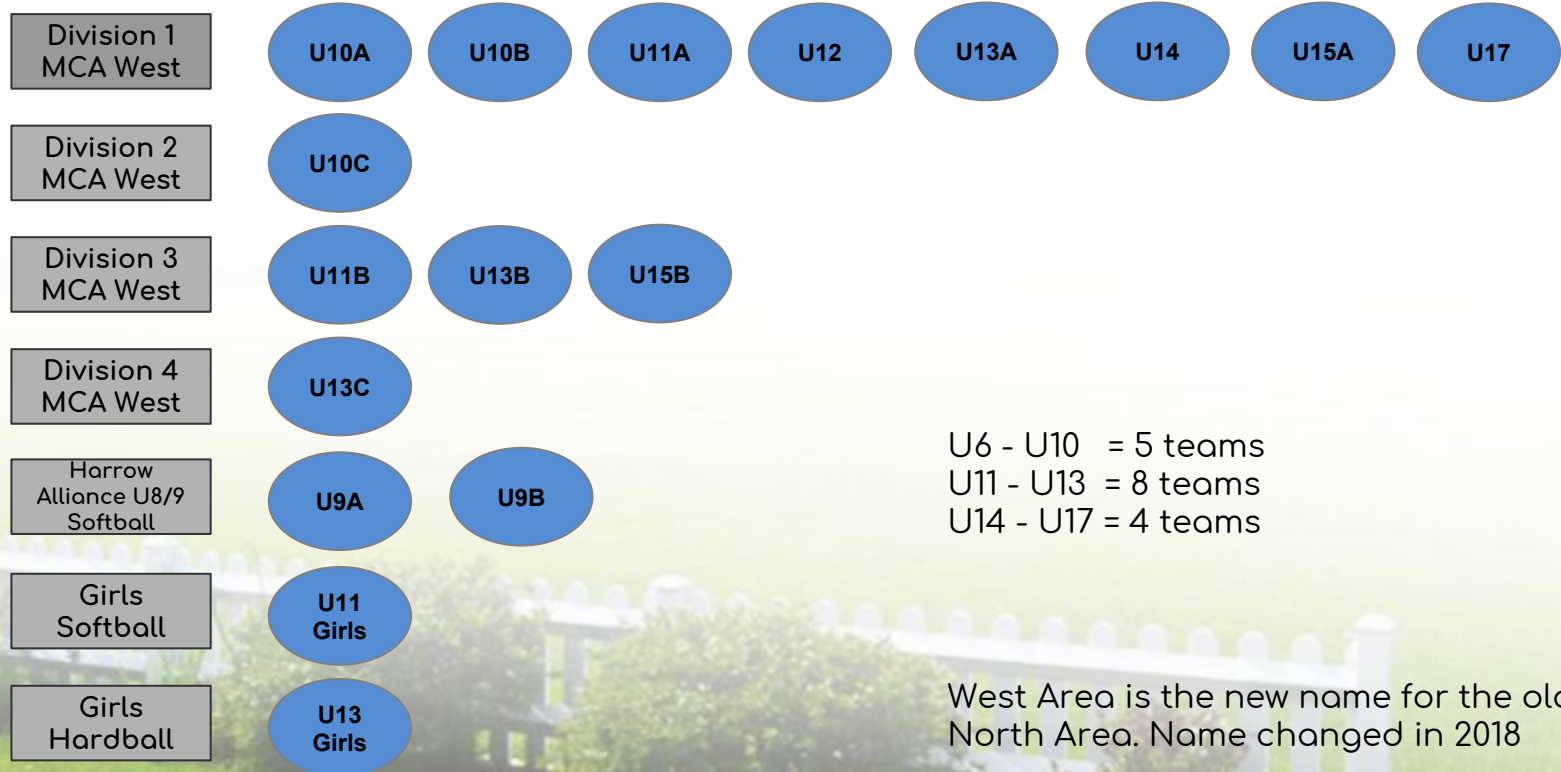 Division 1
MCA West
U10A
U10B
U11A
U12
U13A
U14
U15A
U17
Division 2
MCA West
U10C
Division 3
MCA West
U11B
U13B
U15B
Division 4
MCA West
U13C
Harrow
Alliance U8/9
Softball
U9A
U9B
U6 - U10 = 5 teams
U11 - U13 = 8 teams
U14 - U17 = 4 teams
Girls
Softball
U11
Girls
Girls
Hardball
U13
Girls
West Area is the new name for the old
North Area. Name changed in 2018